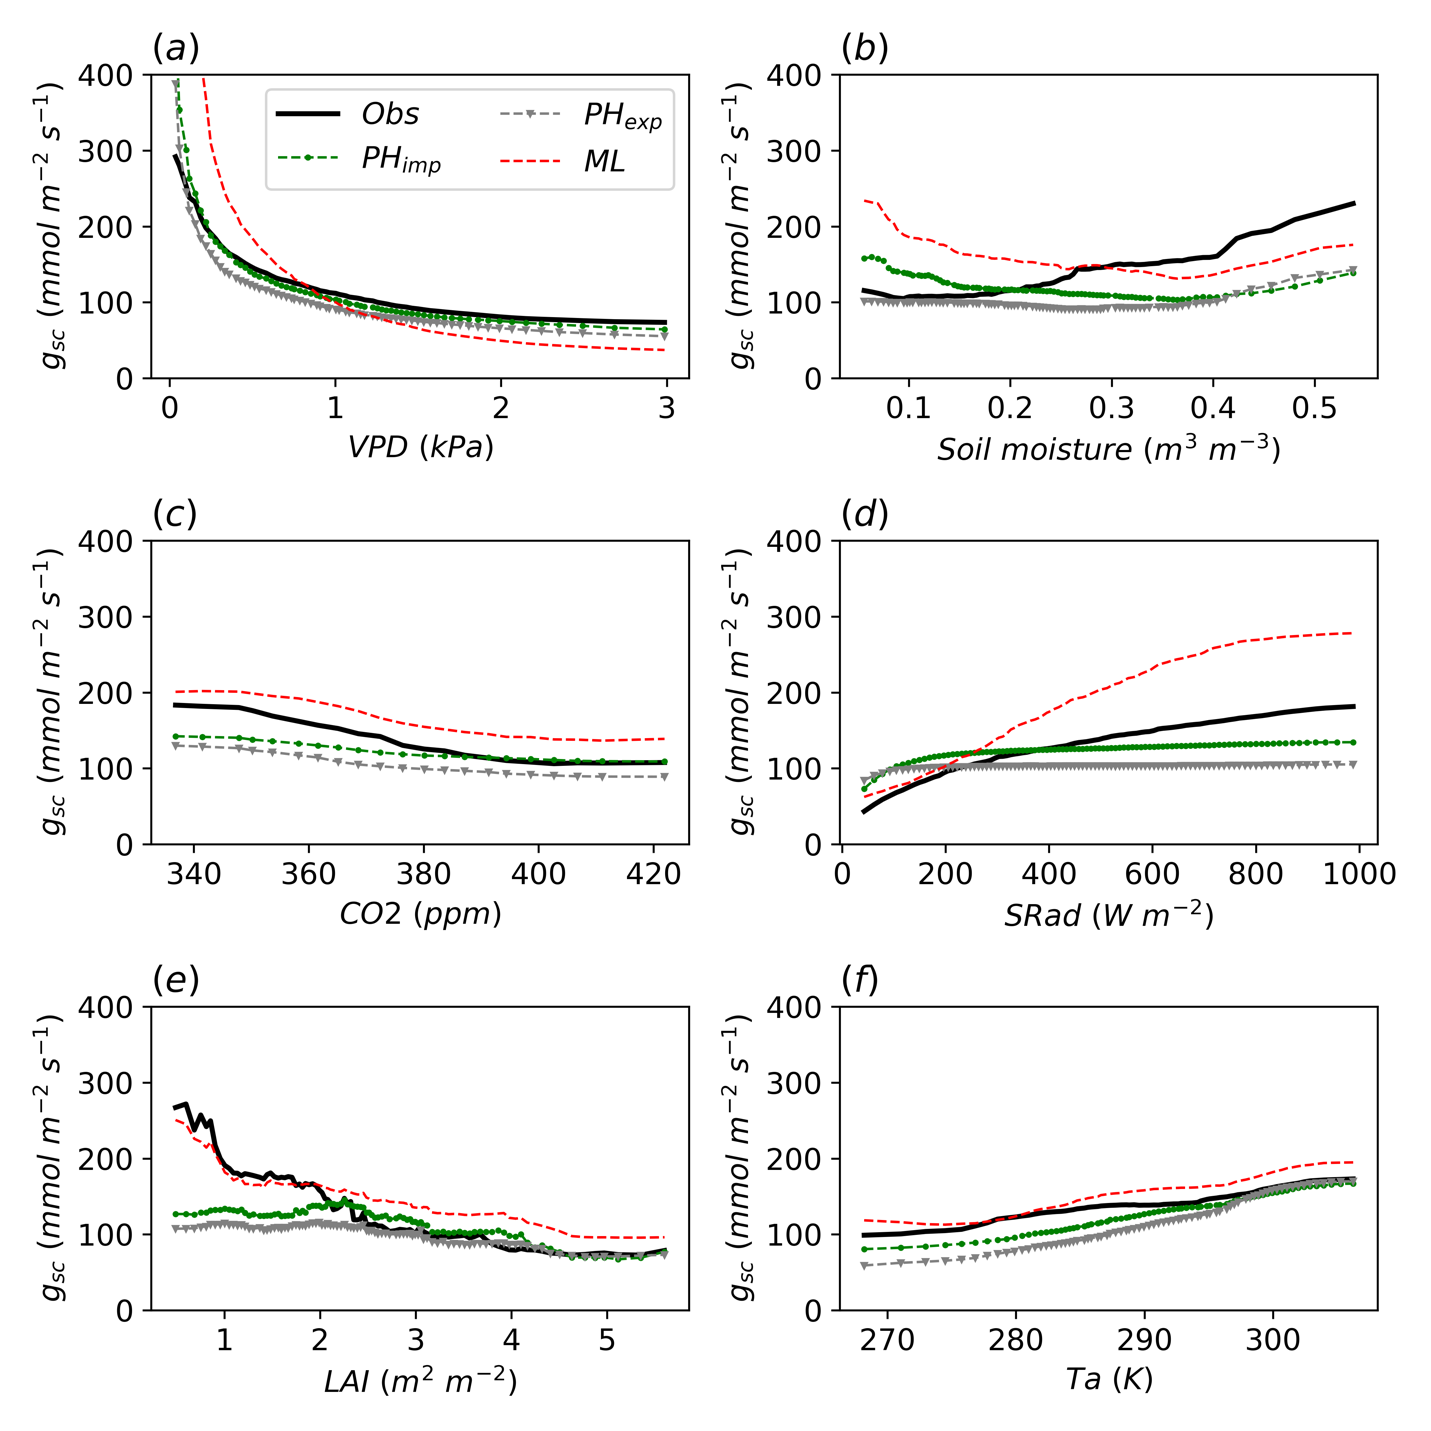 (a)
400
300
200
100
0
g_sc (mmol m⁻² s⁻¹)
Obs
PH_imp
PH_exp
ML
0 1 2 3
VPD (kPa)
(b)
400
300
200
100
0
g_sc (mmol m⁻² s⁻¹)
0.1 0.2 0.3 0.4 0.5
Soil moisture (m³ m⁻³)
(c)
400
300
200
100
0
g_sc (mmol m⁻² s⁻¹)
340 360 380 400 420
CO2 (ppm)
(d)
400
300
200
100
0
g_sc (mmol m⁻² s⁻¹)
0 200 400 600 800 1000
SRad (W m⁻²)
(e)
400
300
200
100
0
g_sc (mmol m⁻² s⁻¹)
1 2 3 4 5
LAI (m² m⁻²)
(f)
400
300
200
100
0
g_sc (mmol m⁻² s⁻¹)
270 280 290 300
Ta (K)